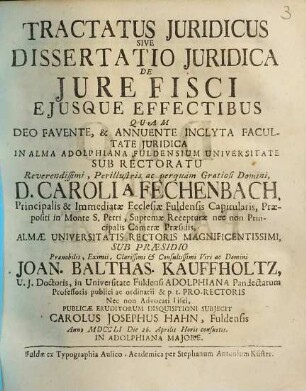 3
TRACTATUS JURIDICUS
SIVE
DISSERTATIO JURIDICA
DE
JURE FISCI
EJUSQUE EFFECTIBUS
QUAM
DEO FAVENTE, & ANNUENTE INCLYTA FACUL-
TATE JURIDICA
IN ALMA ADOLPHIANA FULDENSIUM UNIVERSITATE
SUB RECTORATU
Reverendissimi, Perillustris ac perquam Gratiosi Domini,
D. CAROLI A FECHENBACH,
Principalis & Immediatæ Ecclesiæ Fuldensis Capitularis, Præ-
positi in Monte S. Petri, Supremæ Recepturæ nec non Prin-
cipalis Cameræ Præsidis,
ALMÆ UNIVERSITATIS RECTORIS MAGNIFICENTISSIMI,
SUB PRÆSIDIO
Prænobilis, Eximii, Clarissimi & Consultissimi Viri ac Domini
JOAN. BALTHAS. KAUFFHOLTZ,
U. J. Doctoris, in Universitate Fuldensi ADOLPHIANA Pandectarum
Professoris publici ac ordinarii & p. t. PRO-RECTORIS
Nec non Advocati Fisci,
PUBLICÆ ERUDITORUM DISQUISITIONI SUBJECIT
CAROLUS JOSEPHUS HAHN, Fuldensis
Anno MDCCLI Die 26. Aprilis Horis consuetis.
IN ADOLPHIANA MAJORE.
Fuldæ ex Typographia Aulico-Academica per Stephanum Antonium Küster.